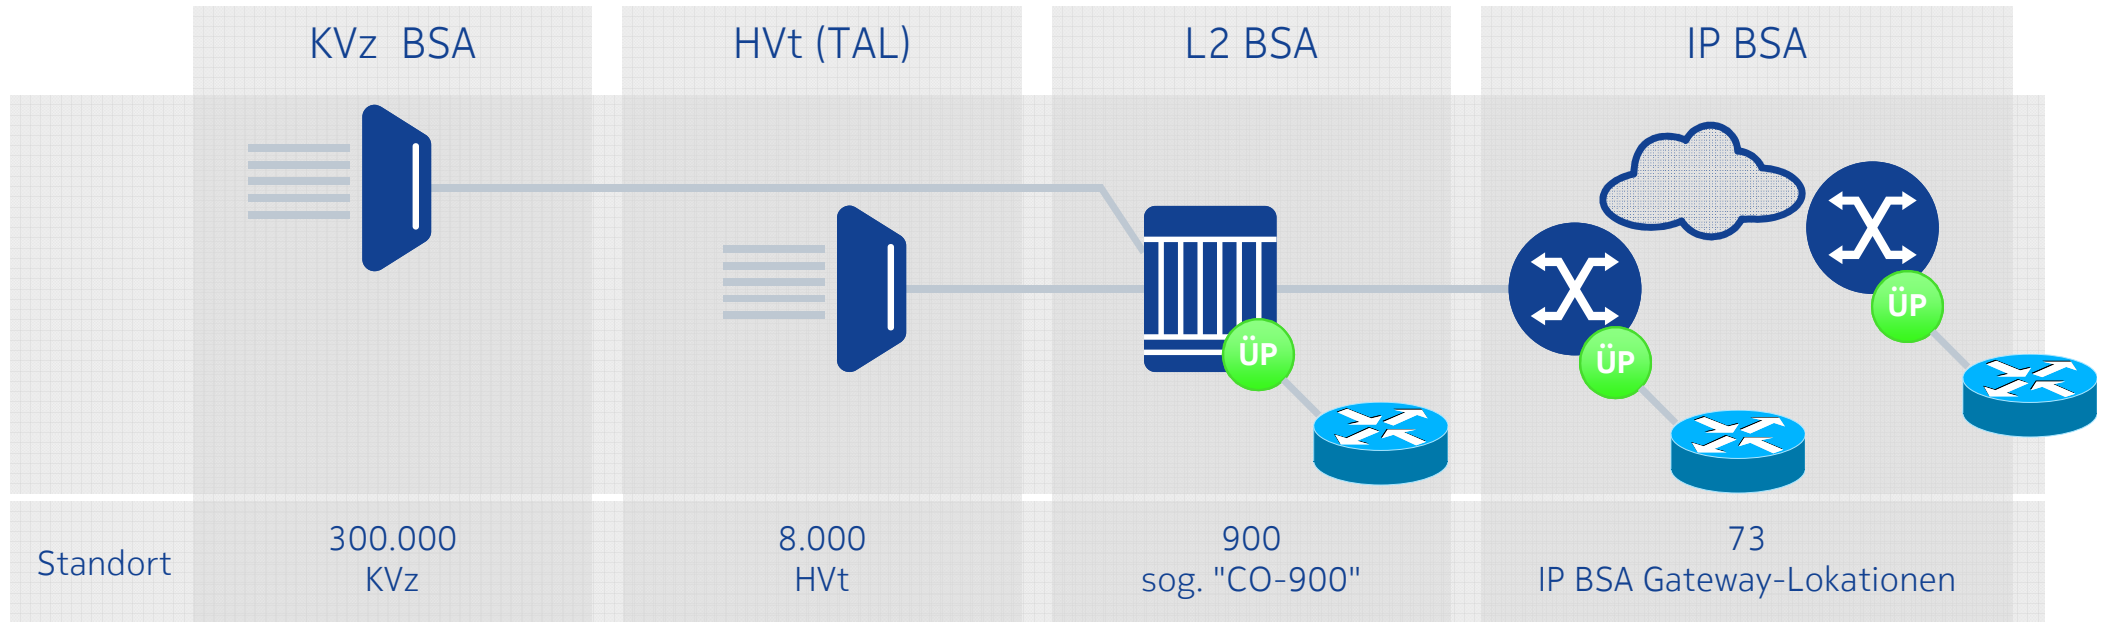 KVz BSA
HVt (TAL)
L2 BSA
IP BSA
ÜP
ÜP
ÜP
Standort
300.000
KVz
8.000
HVt
900
sog. "CO-900"
73
IP BSA Gateway-Lokationen